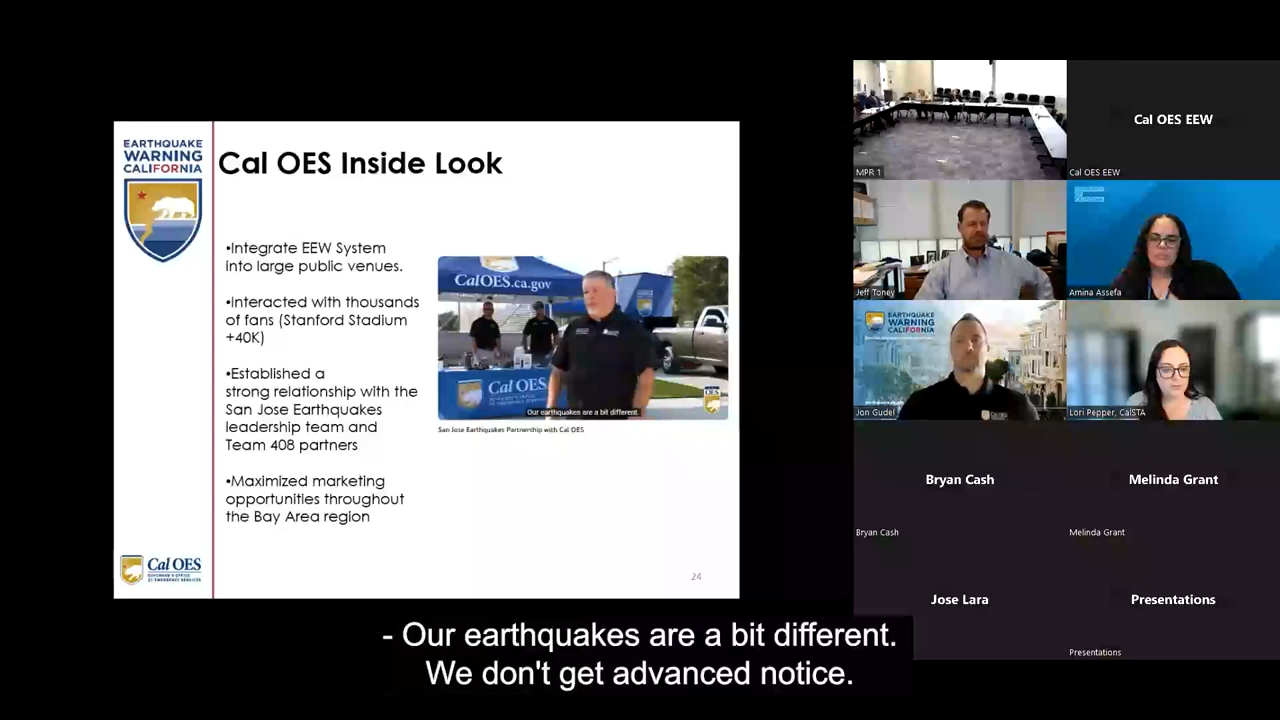 EARTHQUAKE
WARNING
CALIFORNIA
Cal OES Inside Look
•Integrate EEW System
into large public venues.
•Interacted with thousands
of fans (Stanford Stadium
+40K)
•Established a
strong relationship with the
San Jose Earthquakes
leadership team and
Team 408 partners
•Maximized marketing
opportunities throughout
the Bay Area region
CalOES.ca.gov
Cal OES
Our earthquakes are a bit different.
San Jose Earthquakes Partnership with Cal OES
Cal OES
GOVERNOR'S OFFICE
OF EMERGENCY SERVICES
24
MPR 1
Cal OES EEW
Cal OES EEW
Jeff Toney
Amina Assefa
EARTHQUAKE
WARNING
CALIFORNIA
Jon Gudel
Lori Pepper, CalSTA
Bryan Cash
Bryan Cash
Melinda Grant
Melinda Grant
Jose Lara
Presentations
Presentations
- Our earthquakes are a bit different.
We don't get advanced notice.